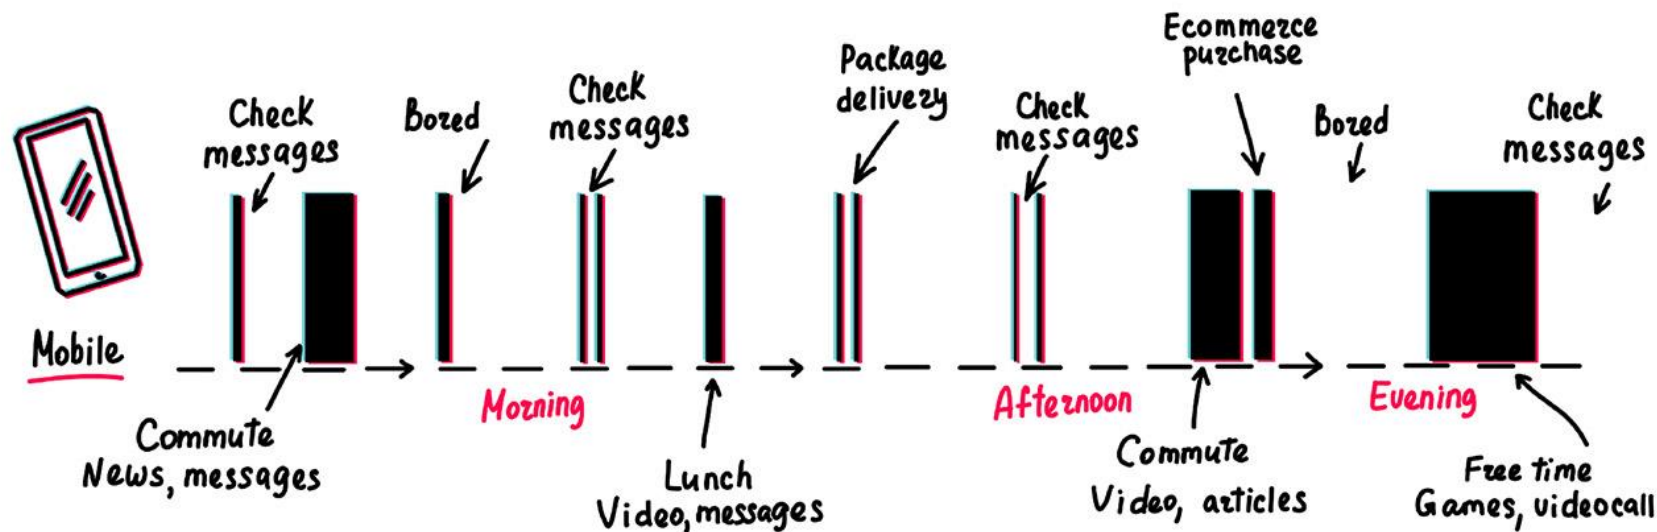 Mobile
Check
messages
Commute
News, messages
Bored
Morning
Check
messages
Lunch
Video, messages
Package
delivery
Check
messages
Afternoon
Commute
Video, articles
Ecommerce
purchase
Bored
Evening
Free time
Games, videocall
Check
messages